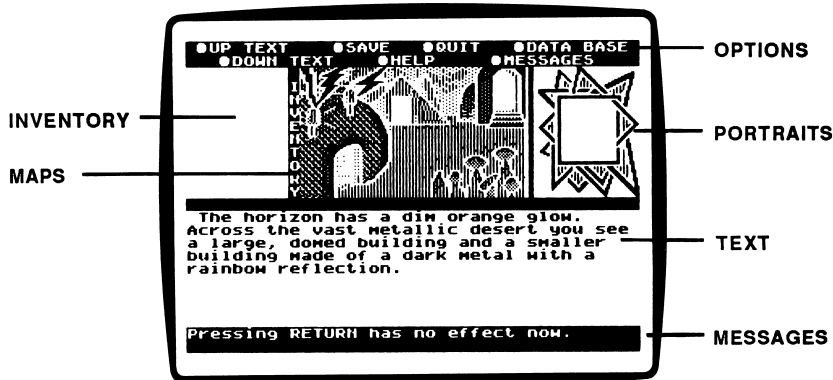 UP TEXT SAVE QUIT DATA BASE
DOWN TEXT HELP MESSAGES
OPTIONS
INVENTORY
INVENTORY
PORTRAITS
MAPS
The horizon has a dim orange glow.
Across the vast metallic desert you see
a large, domed building and a smaller
building made of a dark metal with a
rainbow reflection.
TEXT
Pressing RETURN has no effect now.
MESSAGES